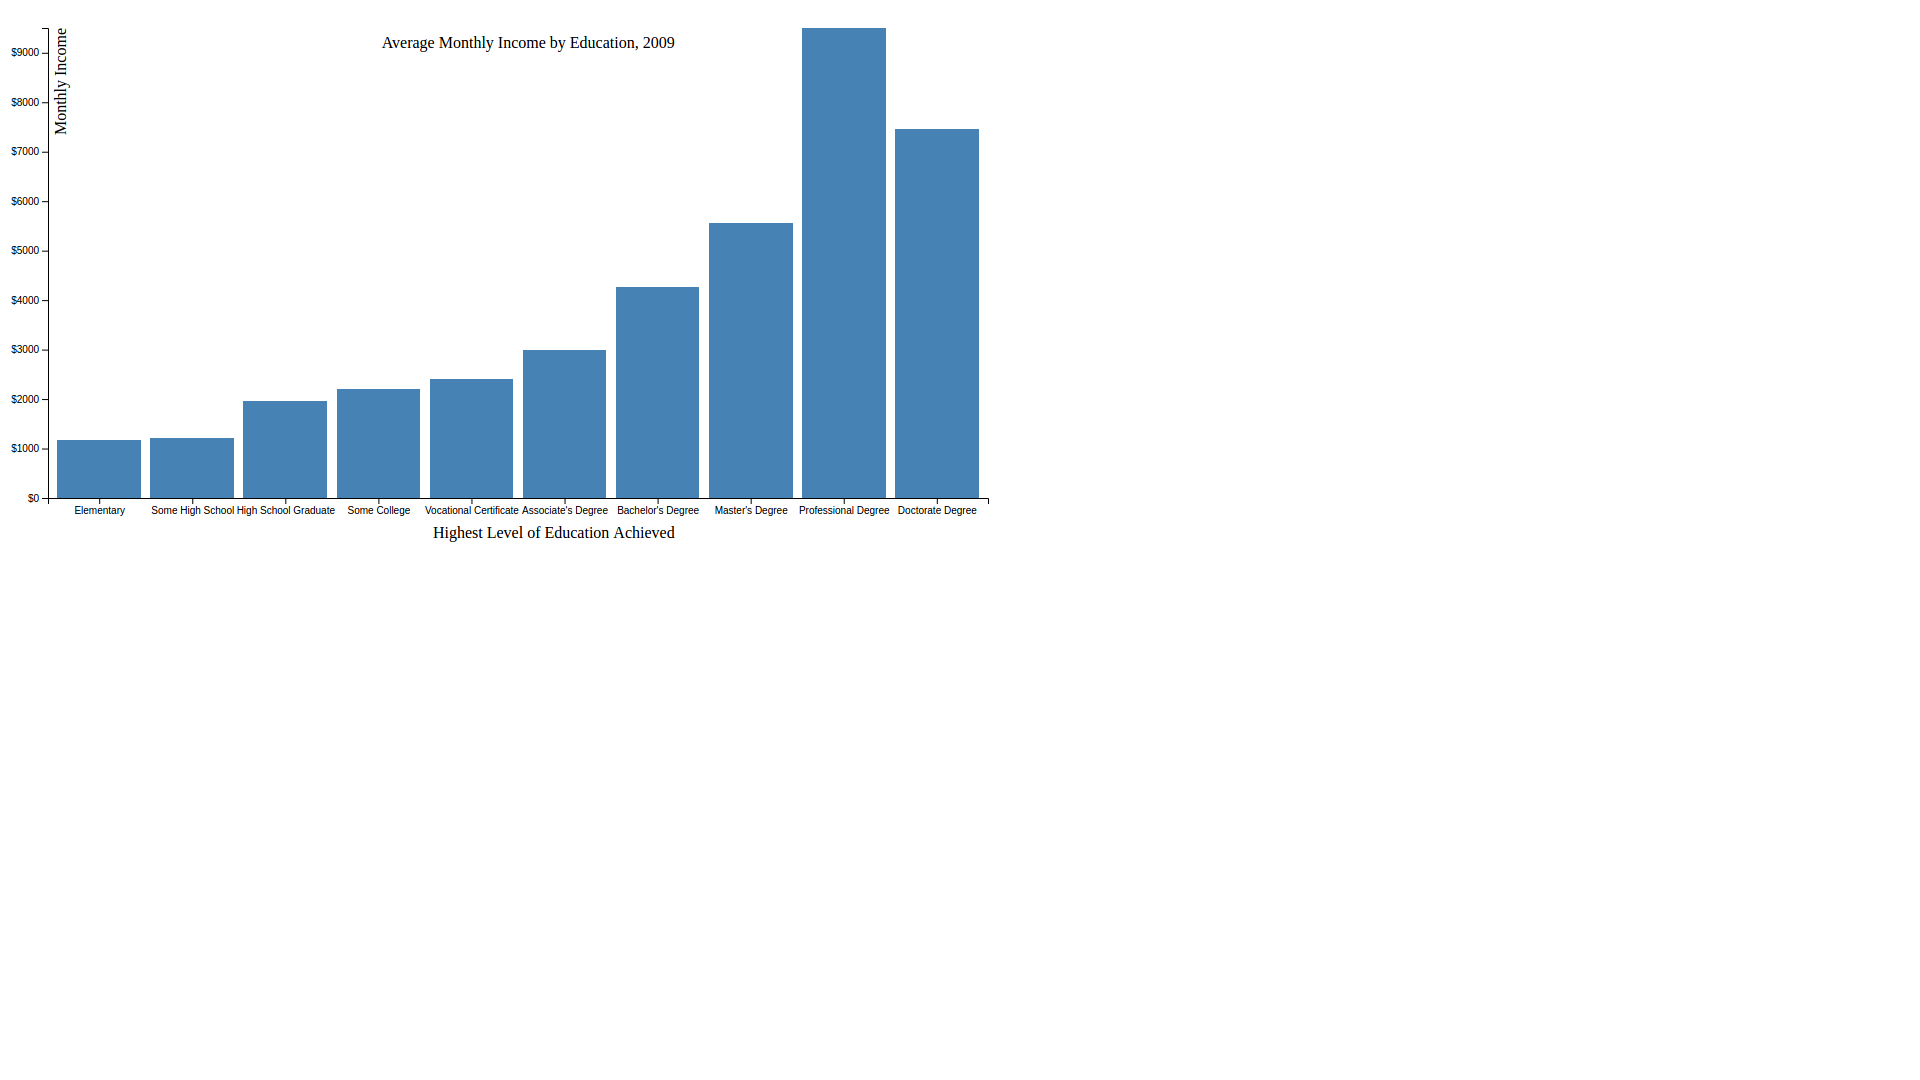 Average Monthly Income by Education, 2009
Monthly Income
$9000
$8000
$7000
$6000
$5000
$4000
$3000
$2000
$1000
$0
Elementary Some High School High School Graduate Some College Vocational Certificate Associate's Degree Bachelor's Degree Master's Degree Professional Degree Doctorate Degree
Highest Level of Education Achieved